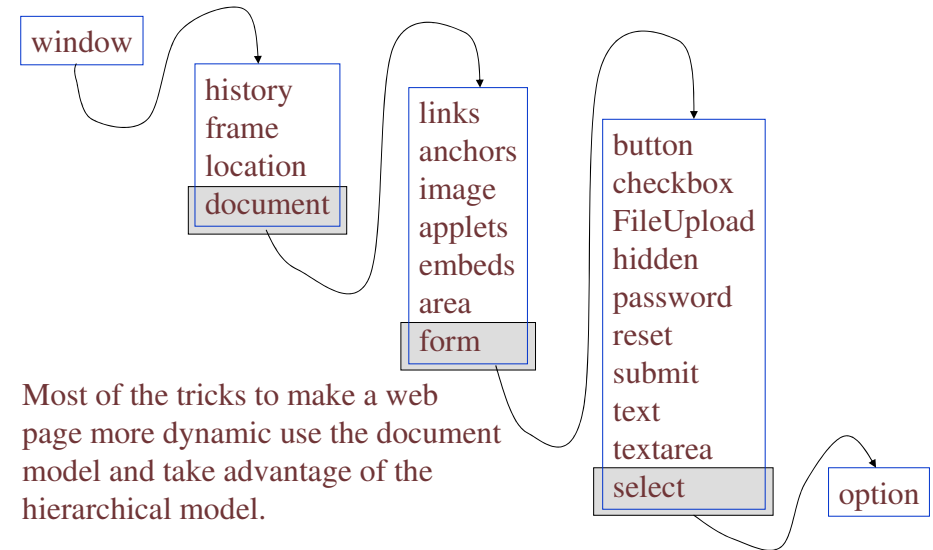 window
history
frame
location
document
links
anchors
image
applets
embeds
area
form
button
checkbox
FileUpload
hidden
password
reset
submit
text
textarea
select
option
Most of the tricks to make a web
page more dynamic use the document
model and take advantage of the
hierarchical model.